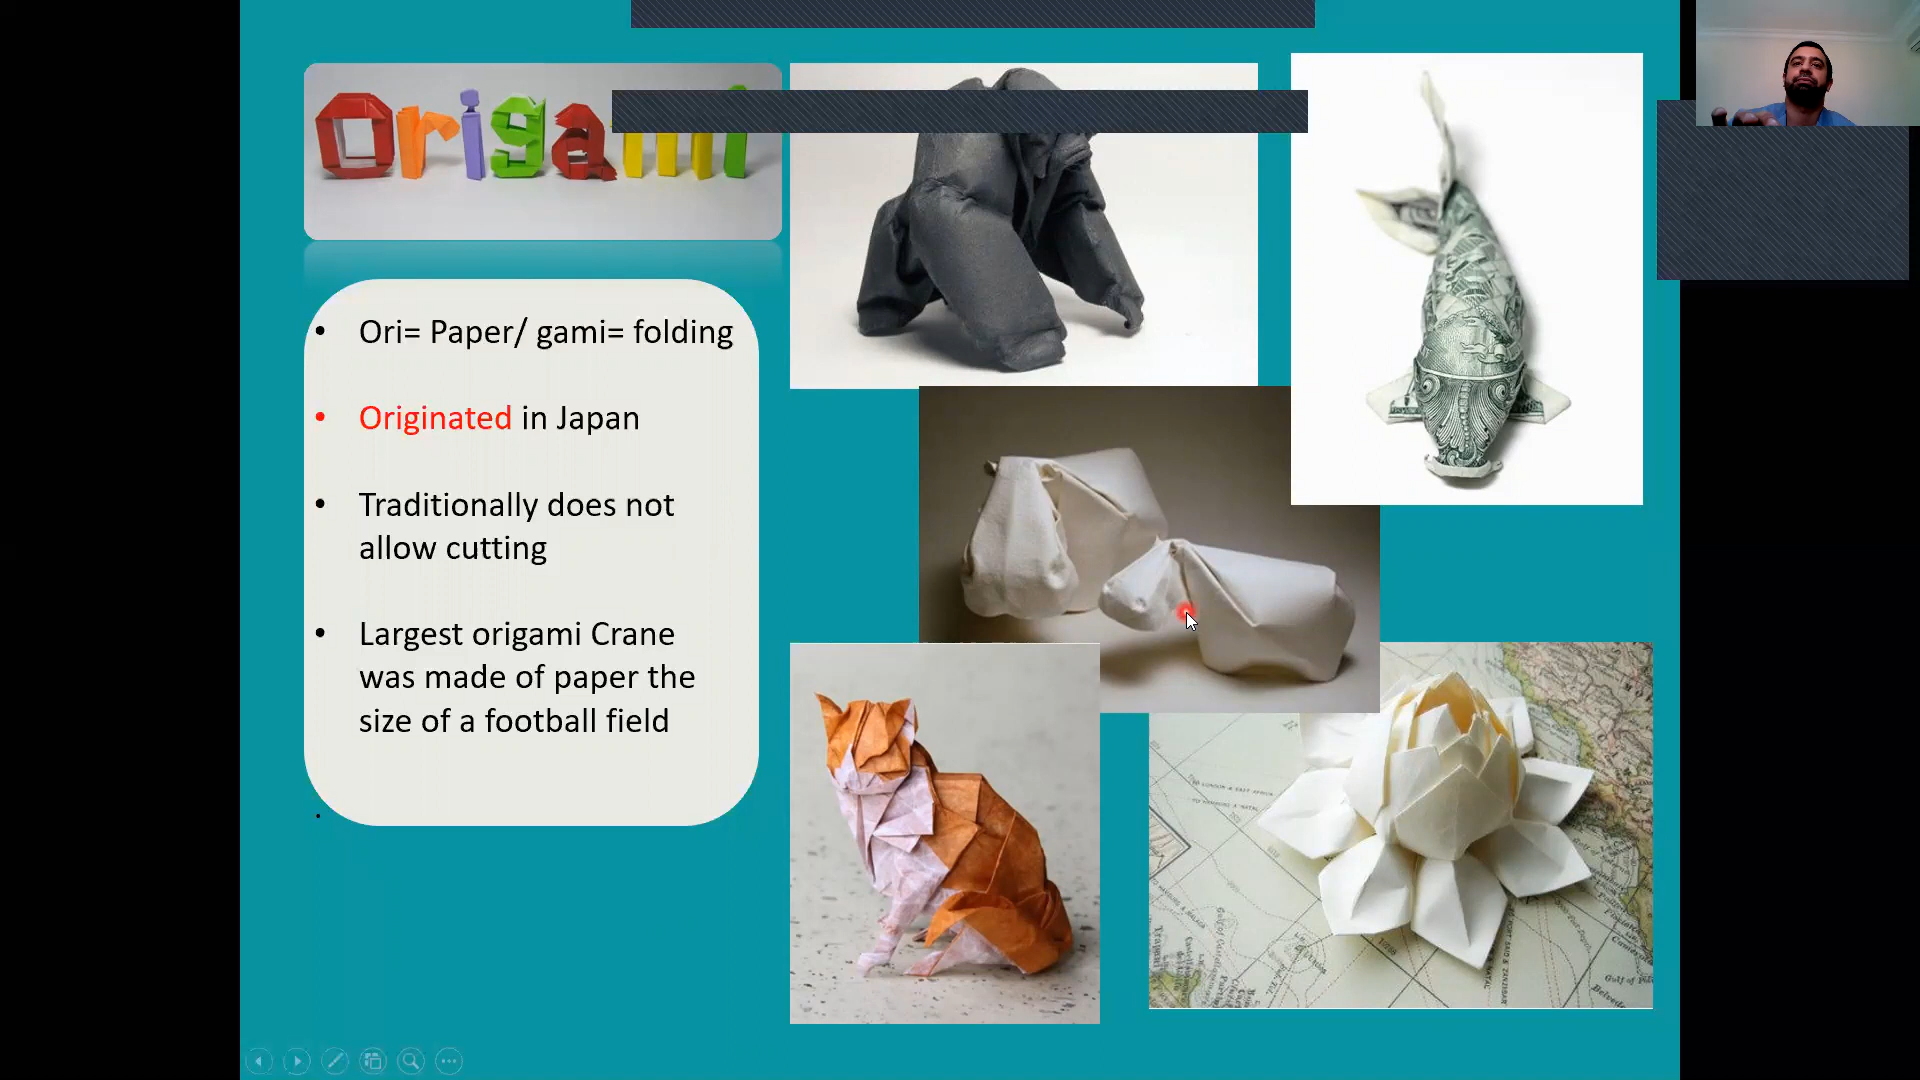 Origami
• Ori= Paper/ gami= folding
• Originated in Japan
• Traditionally does not
allow cutting
• Largest origami Crane
was made of paper the
size of a football field
.